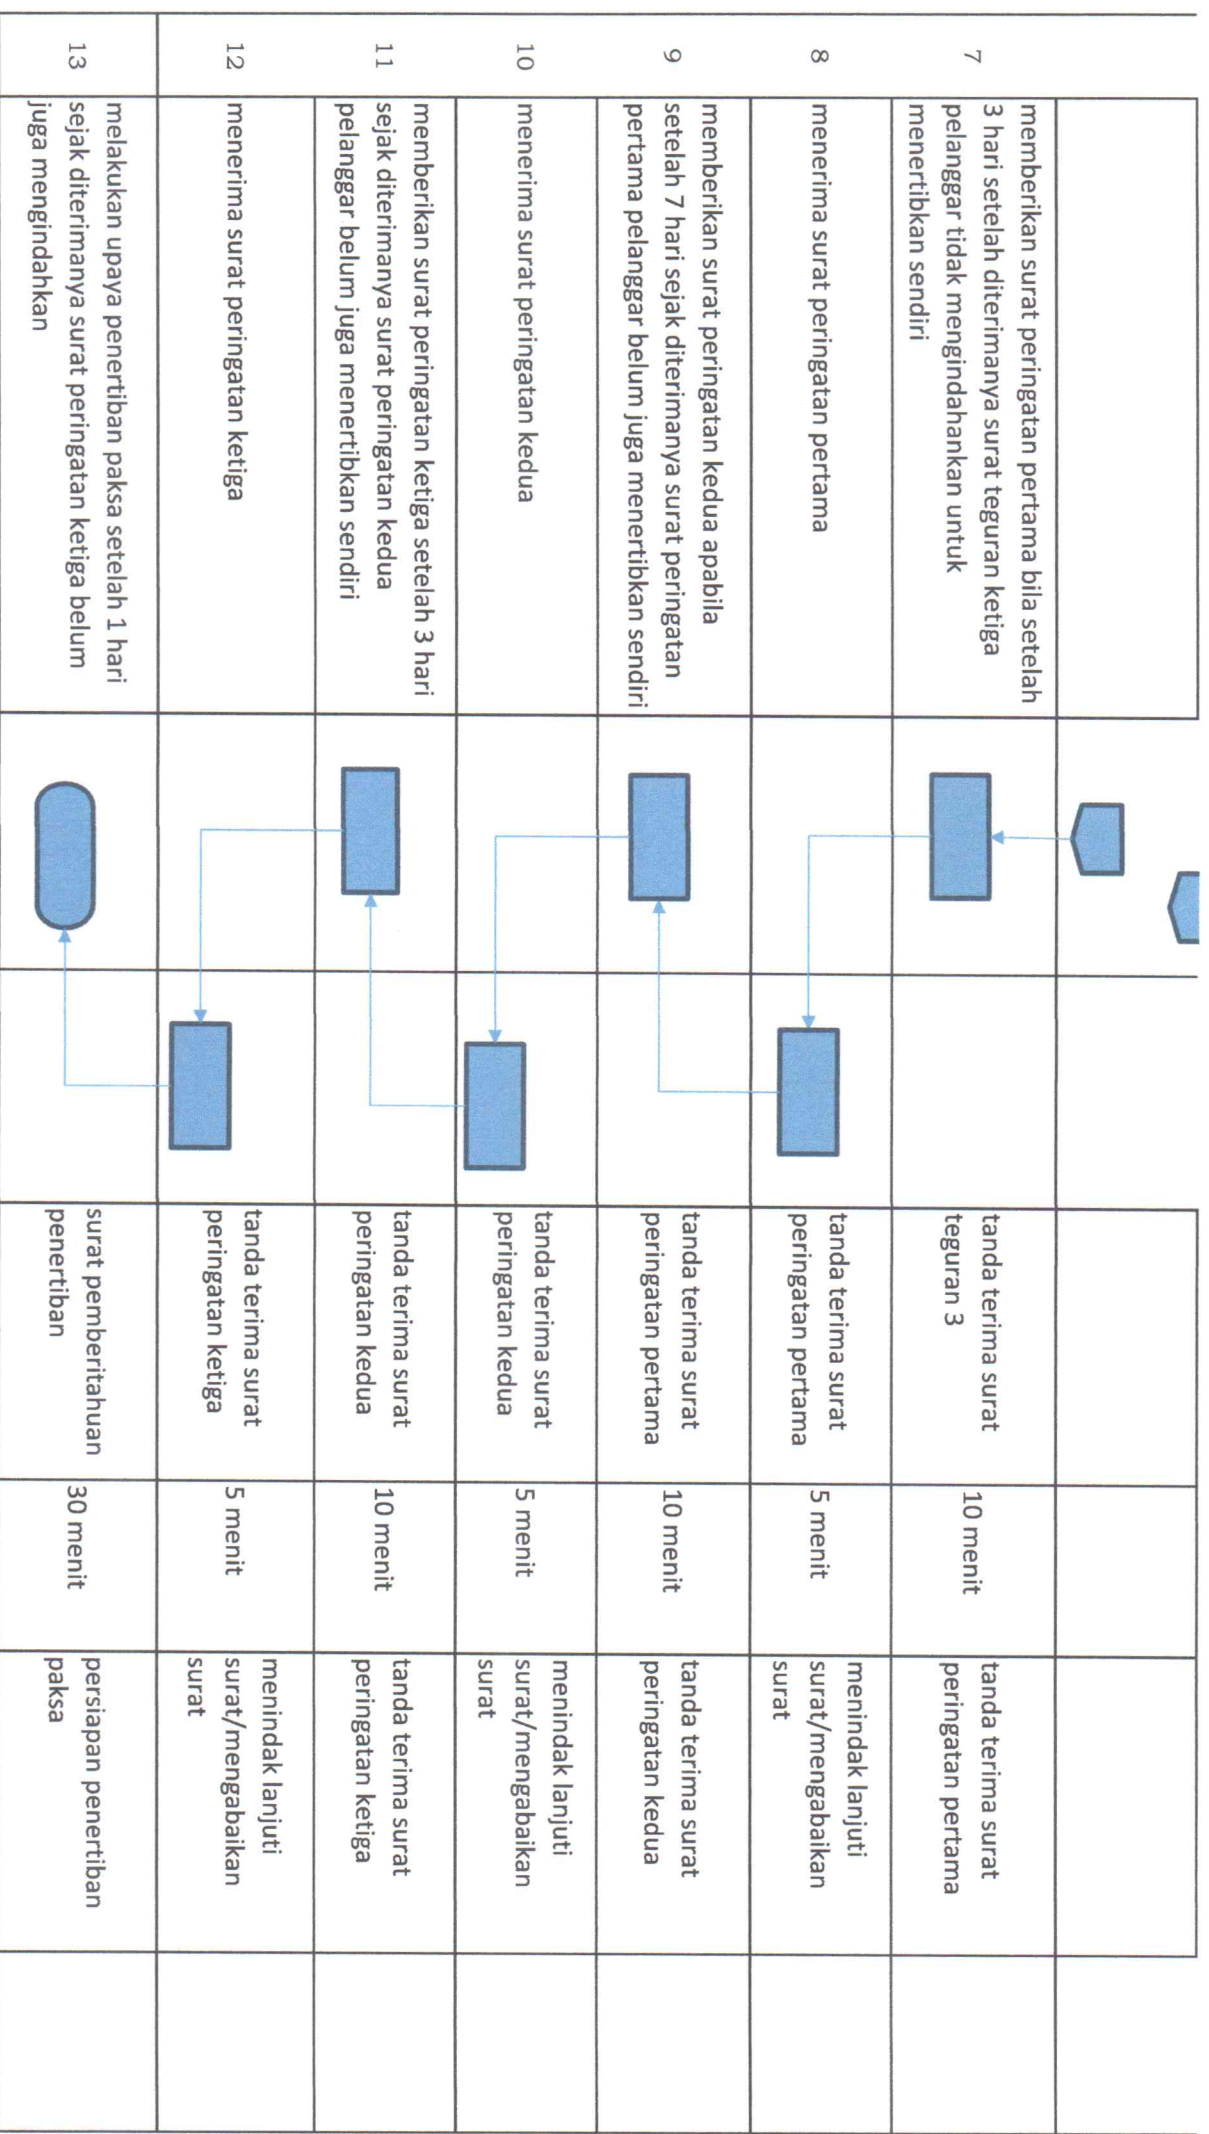 7
memberikan surat peringatan pertama bila setelah
3 hari setelah diterimanya surat teguran ketiga
pelanggar tidak mengindahankan untuk
menertibkan sendiri
tanda terima surat
teguran 3
10 menit
tanda terima surat
peringatan pertama
8
menerima surat peringatan pertama
tanda terima surat
peringatan pertama
5 menit
menindak lanjuti
surat/mengabaikan
surat
9
memberikan surat peringatan kedua apabila
setelah 7 hari sejak diterimanya surat peringatan
pertama pelanggar belum juga menertibkan sendiri
tanda terima surat
peringatan pertama
10 menit
tanda terima surat
peringatan kedua
10
menerima surat peringatan kedua
tanda terima surat
peringatan kedua
5 menit
menindak lanjuti
surat/mengabaikan
surat
11
memberikan surat peringatan ketiga setelah 3 hari
sejak diterimanya surat peringatan kedua
pelanggar belum juga menertibkan sendiri
tanda terima surat
peringatan kedua
10 menit
tanda terima surat
peringatan ketiga
12
menerima surat peringatan ketiga
tanda terima surat
peringatan ketiga
5 menit
menindak lanjuti
surat/mengabaikan
surat
13
melakukan upaya penertiban paksa setelah 1 hari
sejak diterimanya surat peringatan ketiga belum
juga mengindahkan
surat pemberitahuan
penertiban
30 menit
persiapan penertiban
paksa